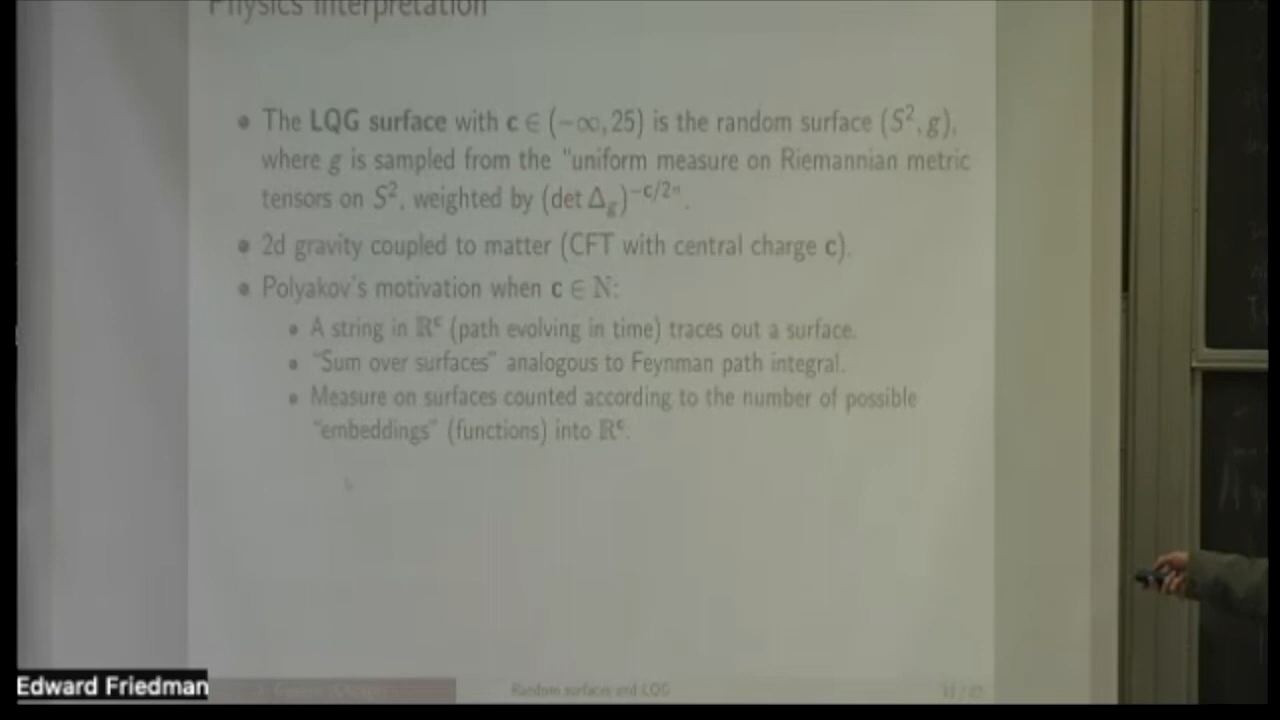 Physics Interpretation
• The LQG surface with c ∈ (−∞, 25) is the random surface (S², g),
where g is sampled from the "uniform measure on Riemannian metric
tensors on S², weighted by (det Δ_g)^{−c/2}".
• 2d gravity coupled to matter (CFT with central charge c).
• Polyakov's motivation when c ∈ N:
• A string in ℝ^c (path evolving in time) traces out a surface.
• "Sum over surfaces" analogous to Feynman path integral.
• Measure on surfaces counted according to the number of possible
"embeddings" (functions) into ℝ^c.
Edward Friedman
Random surfaces and LQG